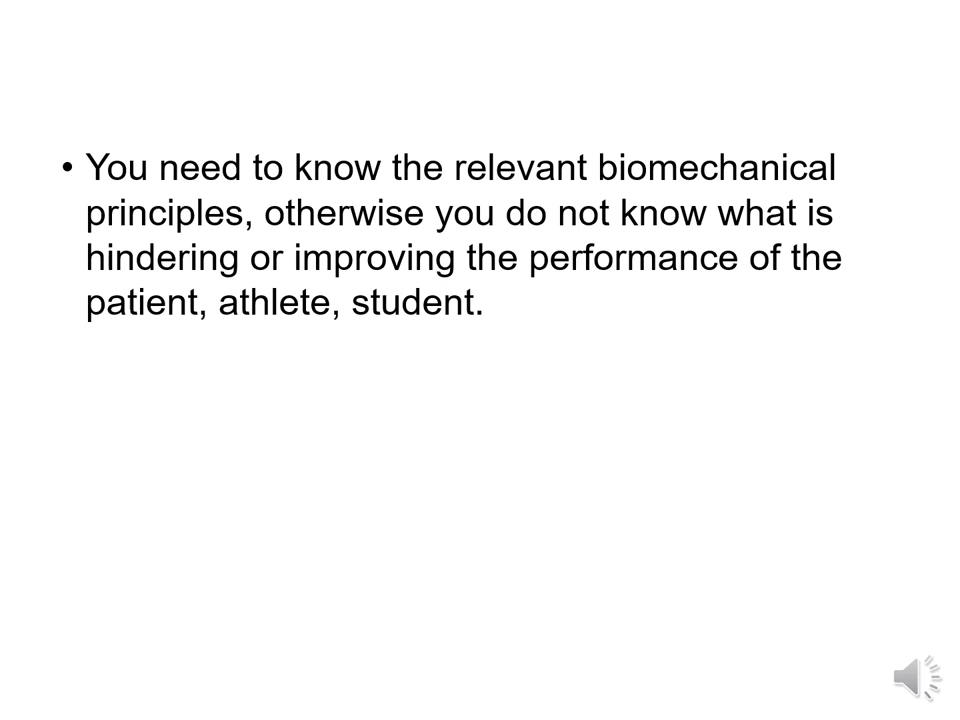 • You need to know the relevant biomechanical
principles, otherwise you do not know what is
hindering or improving the performance of the
patient, athlete, student.